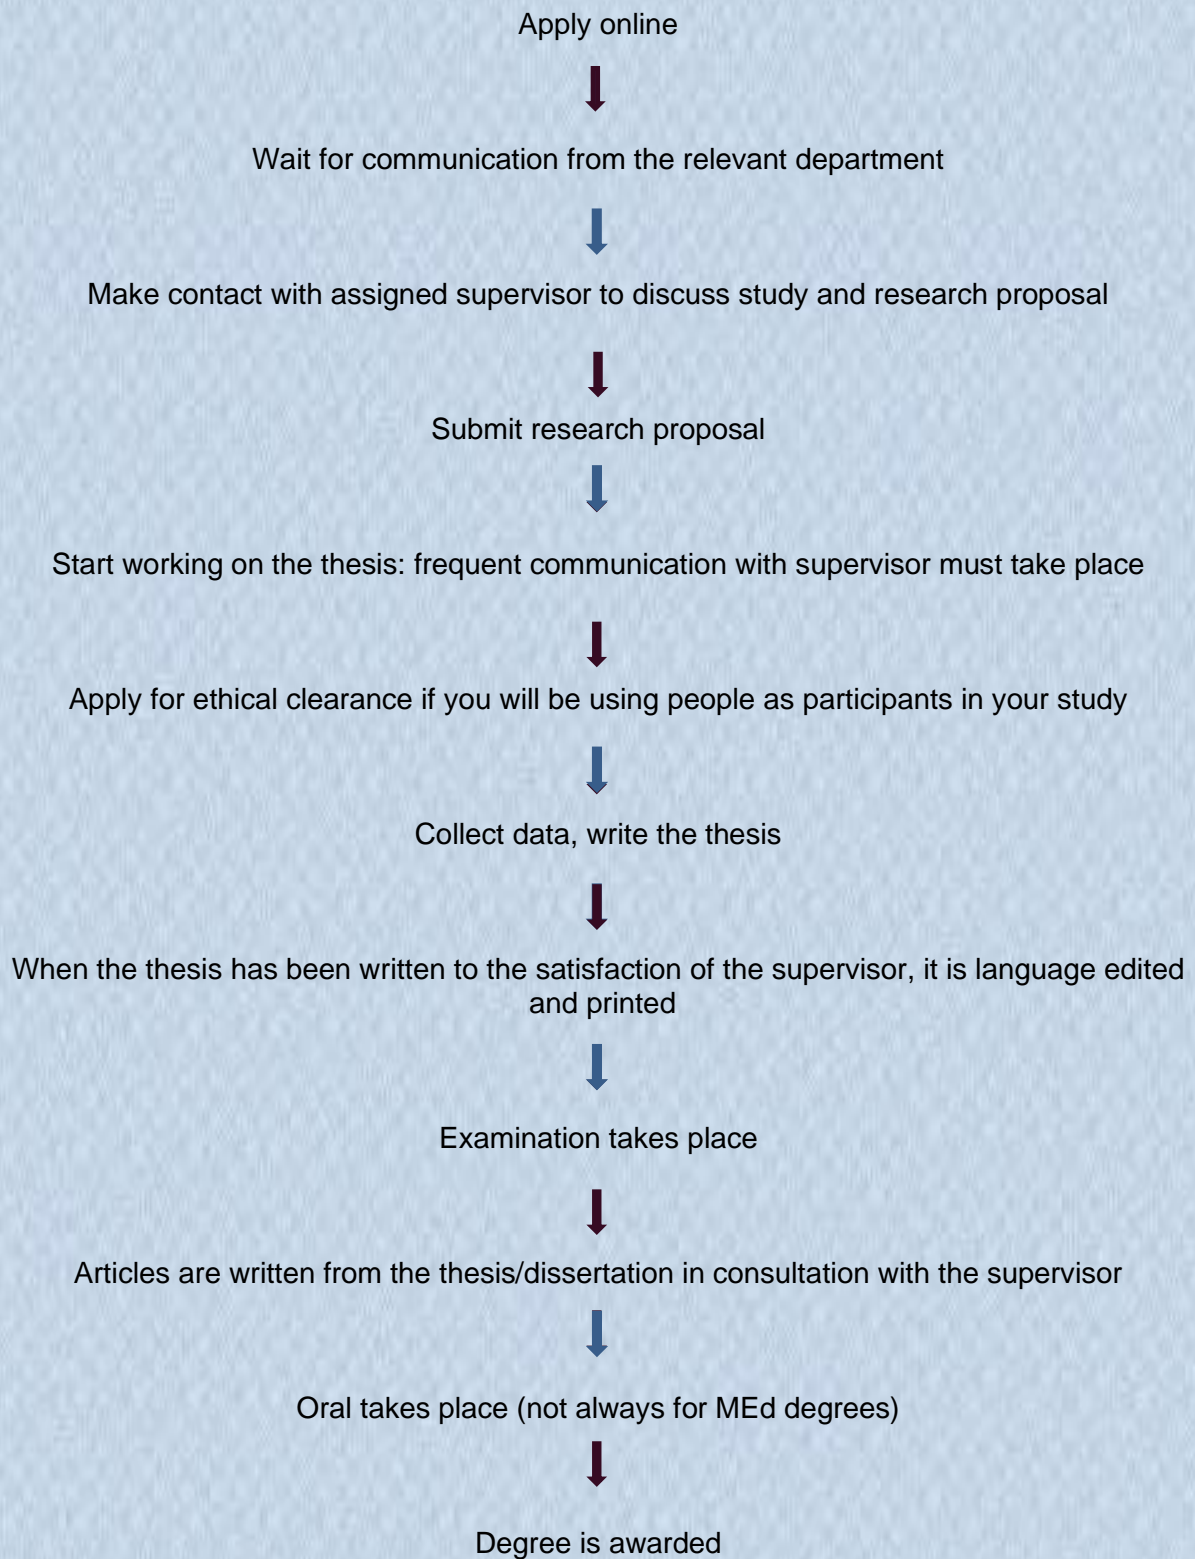 Apply online
Wait for communication from the relevant department
Make contact with assigned supervisor to discuss study and research proposal
Submit research proposal
Start working on the thesis: frequent communication with supervisor must take place
Apply for ethical clearance if you will be using people as participants in your study
Collect data, write the thesis
When the thesis has been written to the satisfaction of the supervisor, it is language edited
and printed
Examination takes place
Articles are written from the thesis/dissertation in consultation with the supervisor
Oral takes place (not always for MEd degrees)
Degree is awarded